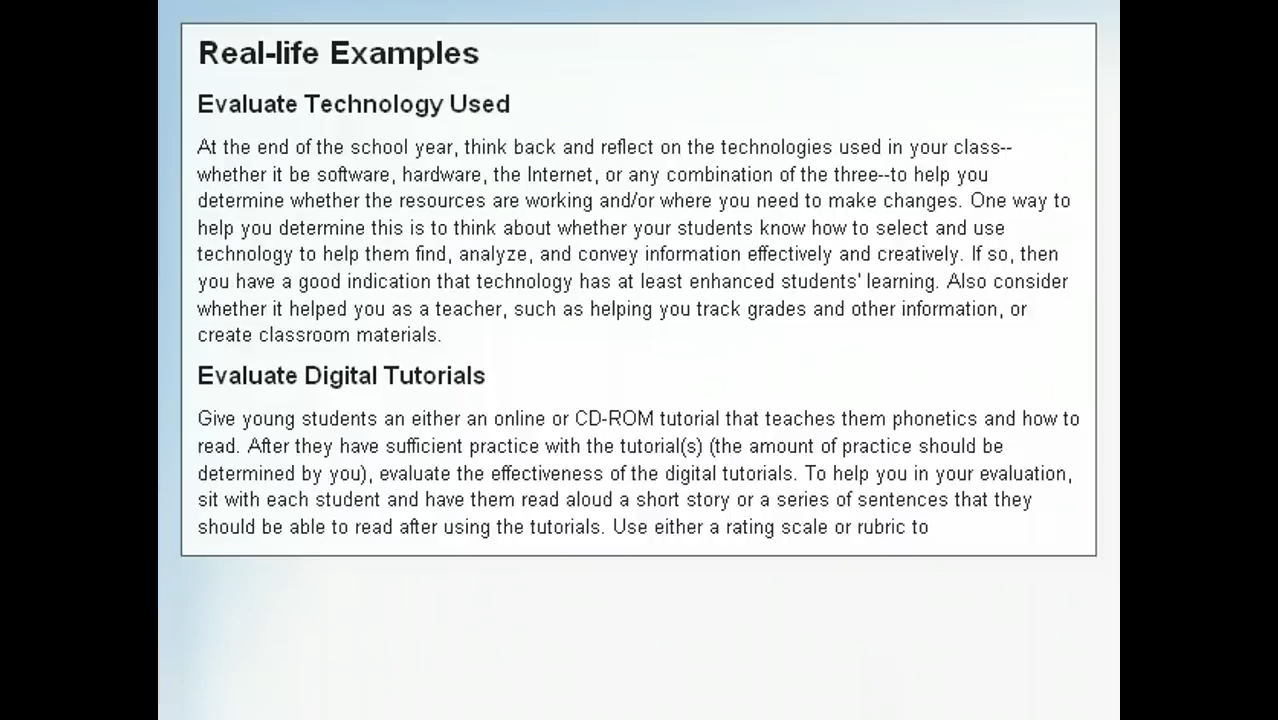 Real-life Examples
Evaluate Technology Used
At the end of the school year, think back and reflect on the technologies used in your class--
whether it be software, hardware, the Internet, or any combination of the three--to help you
determine whether the resources are working and/or where you need to make changes. One way to
help you determine this is to think about whether your students know how to select and use
technology to help them find, analyze, and convey information effectively and creatively. If so, then
you have a good indication that technology has at least enhanced students' learning. Also consider
whether it helped you as a teacher, such as helping you track grades and other information, or
create classroom materials.
Evaluate Digital Tutorials
Give young students an either an online or CD-ROM tutorial that teaches them phonetics and how to
read. After they have sufficient practice with the tutorial(s) (the amount of practice should be
determined by you), evaluate the effectiveness of the digital tutorials. To help you in your evaluation,
sit with each student and have them read aloud a short story or a series of sentences that they
should be able to read after using the tutorials. Use either a rating scale or rubric to